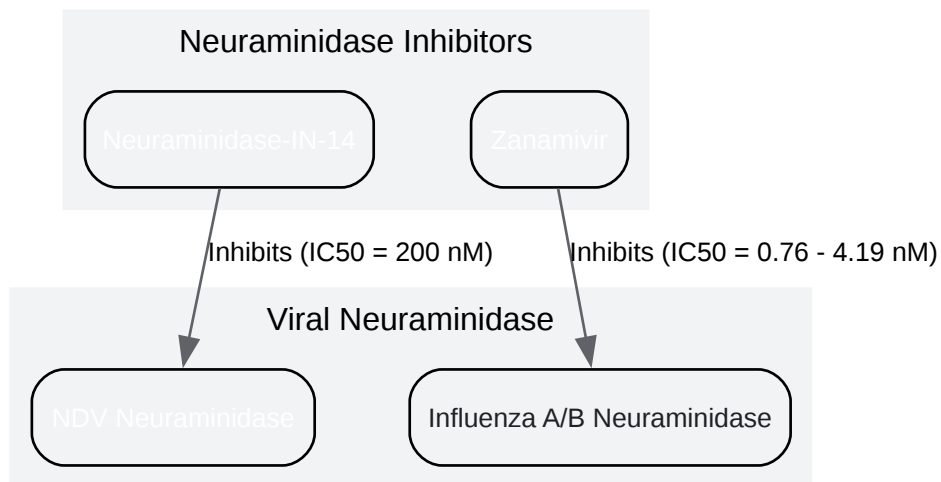 Neuraminidase Inhibitors
Neuraminidase-IN-14
Zanamivir
Inhibits (IC50 = 200 nM)
Inhibits (IC50 = 0.76 - 4.19 nM)
Viral Neuraminidase
NDV Neuraminidase
Influenza A/B Neuraminidase